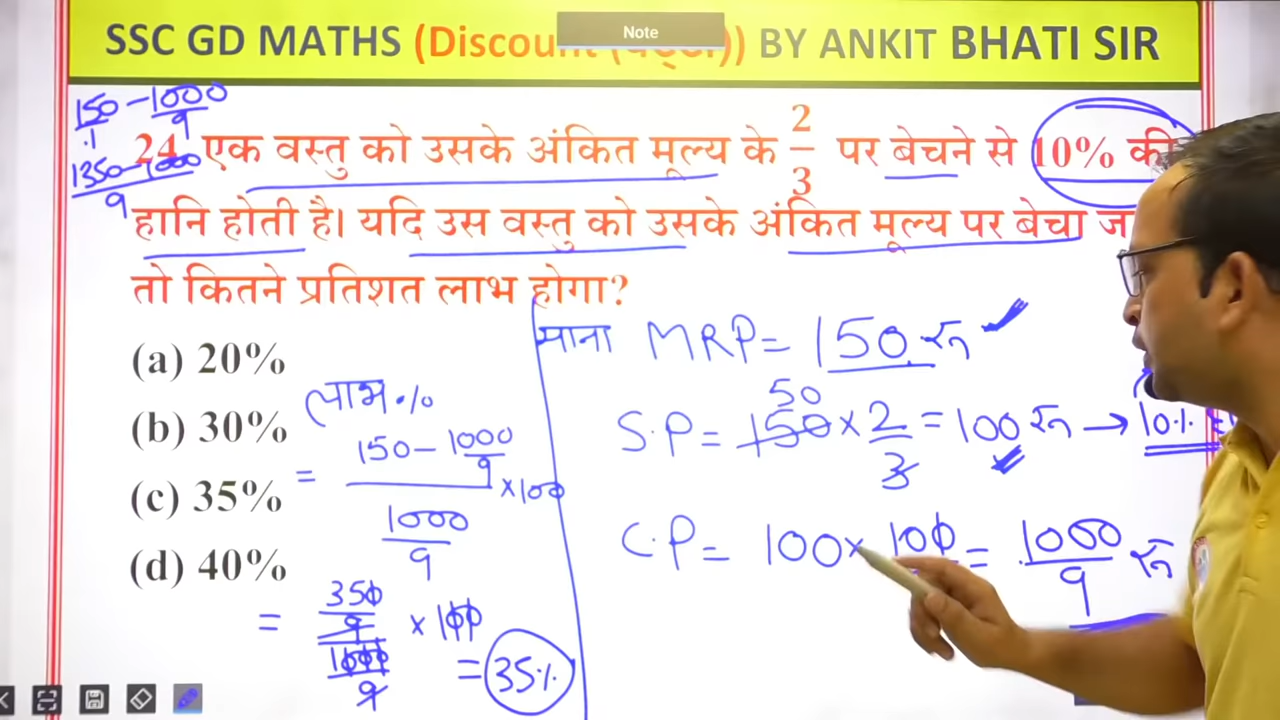 SSC GD MATHS (Discount BY ANKIT BHATI SIR
Note
150/1 - 1000/9
1350-1000/9
24. एक वस्तु को उसके अंकित मूल्य के 2/3 पर बेचने से 10% की
हानि होती है। यदि उस वस्तु को उसके अंकित मूल्य पर बेचा
तो कितने प्रतिशत लाभ होगा?
(a) 20%
(b) 30%
(c) 35%
(d) 40%
लाभ %
= (150 - 1000/9)/(1000/9) ×100
= (350/9)/(1000/9) × 100
= 35%
माना MRP = 150 रु
50
S.P = 150 × 2/3 = 100 रु → 10% =
C.P = 100 × 100 = 1000/9 रु